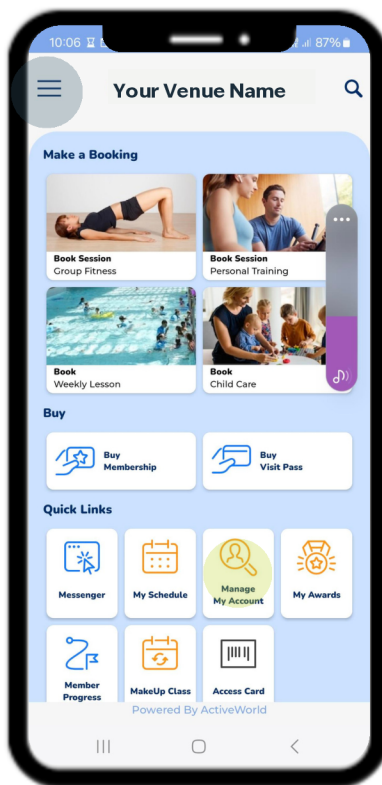 10:06
87%
Your Venue Name
Make a Booking
Book Session
Group Fitness
Book Session
Personal Training
Book
Weekly Lesson
Book
Child Care
Buy
Buy
Membership
Buy
Visit Pass
Quick Links
Messenger
My Schedule
Manage
My Account
My Awards
Member
Progress
MakeUp Class
Access Card
Powered By ActiveWorld